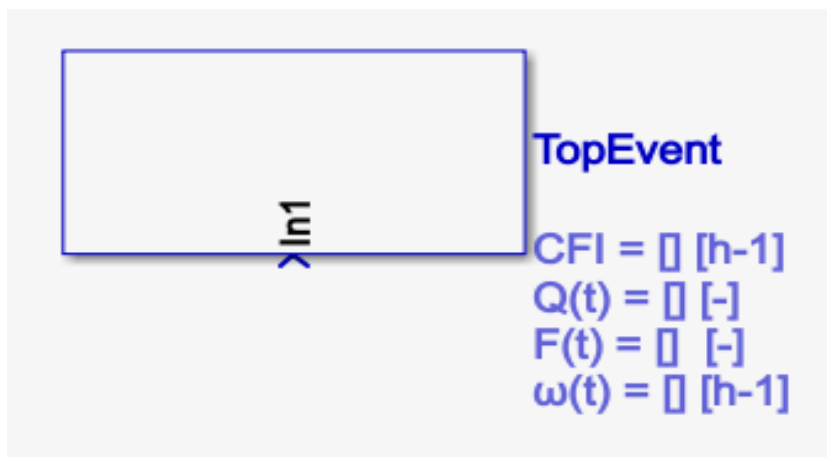 TopEvent
In1
CFI = [] [h-1]
Q(t) = [] [-]
F(t) = [] [-]
ω(t) = [] [h-1]